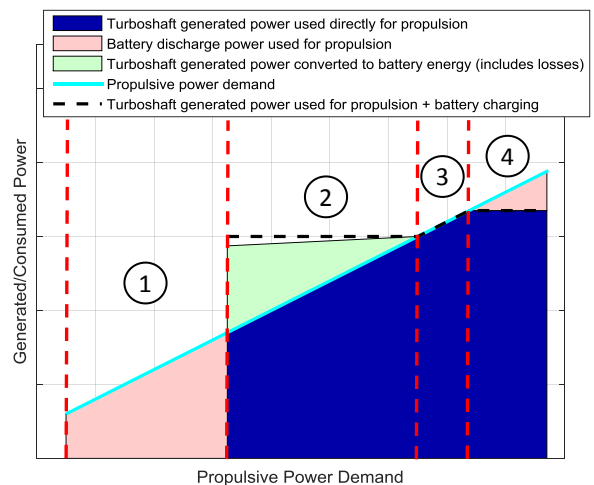 Turboshaft generated power used directly for propulsion
Battery discharge power used for propulsion
Turboshaft generated power converted to battery energy (includes losses)
Propulsive power demand
Turboshaft generated power used for propulsion + battery charging
4
3
2
1
Generated/Consumed Power
Propulsive Power Demand